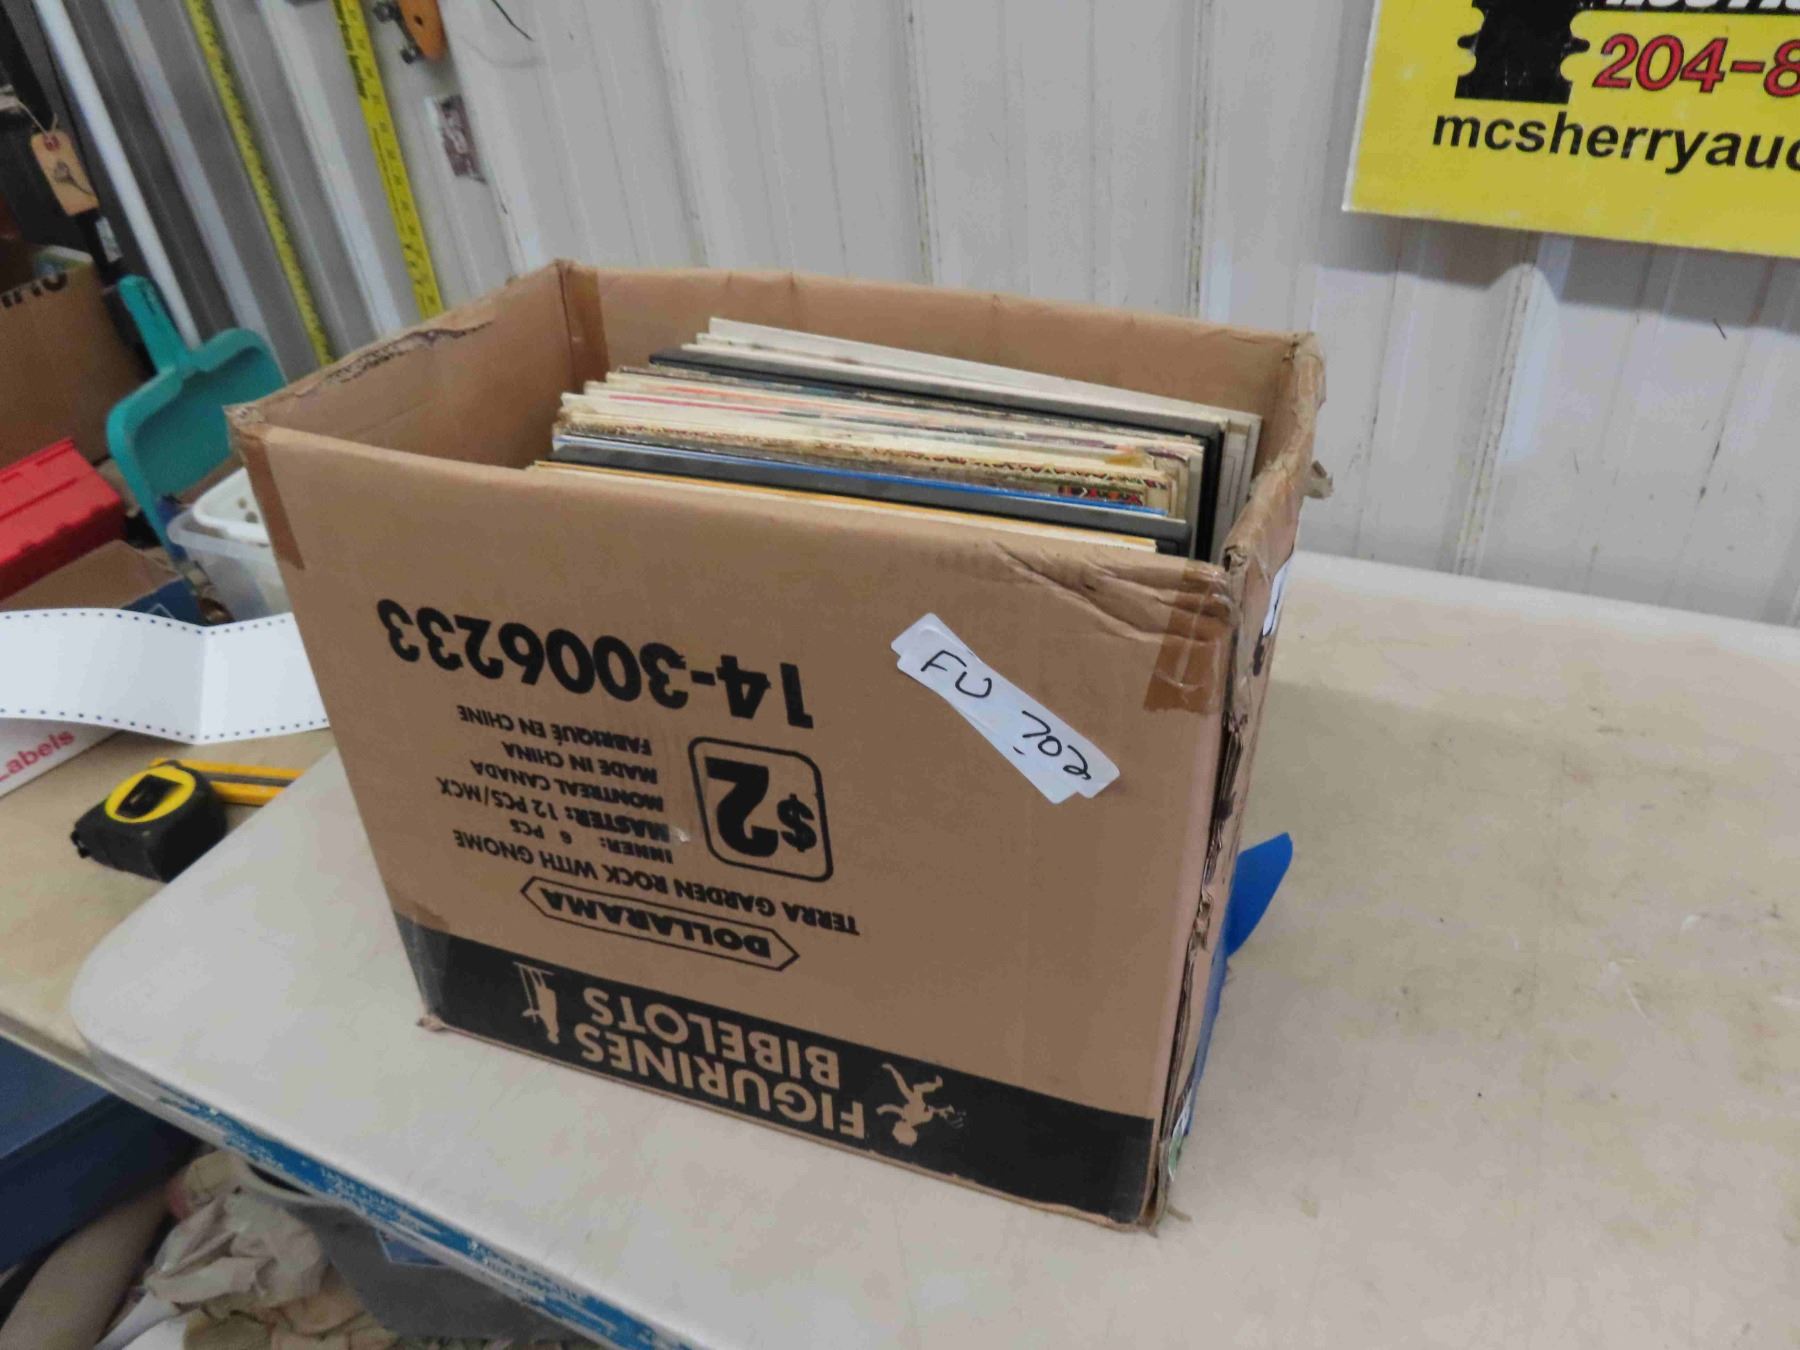 204-8
mcsherryauc
FU 702
14-3006233
$2
FABRIQUÉ EN CHINE
MADE IN CHINA
MONTREAL CANADA
MASTER: 12 PCS/MCX
INNER: 6 PCS
TERRA GARDEN ROCK WITH GNOME
DOLLARAMA
FIGURINES
BIBELOTS
Labels